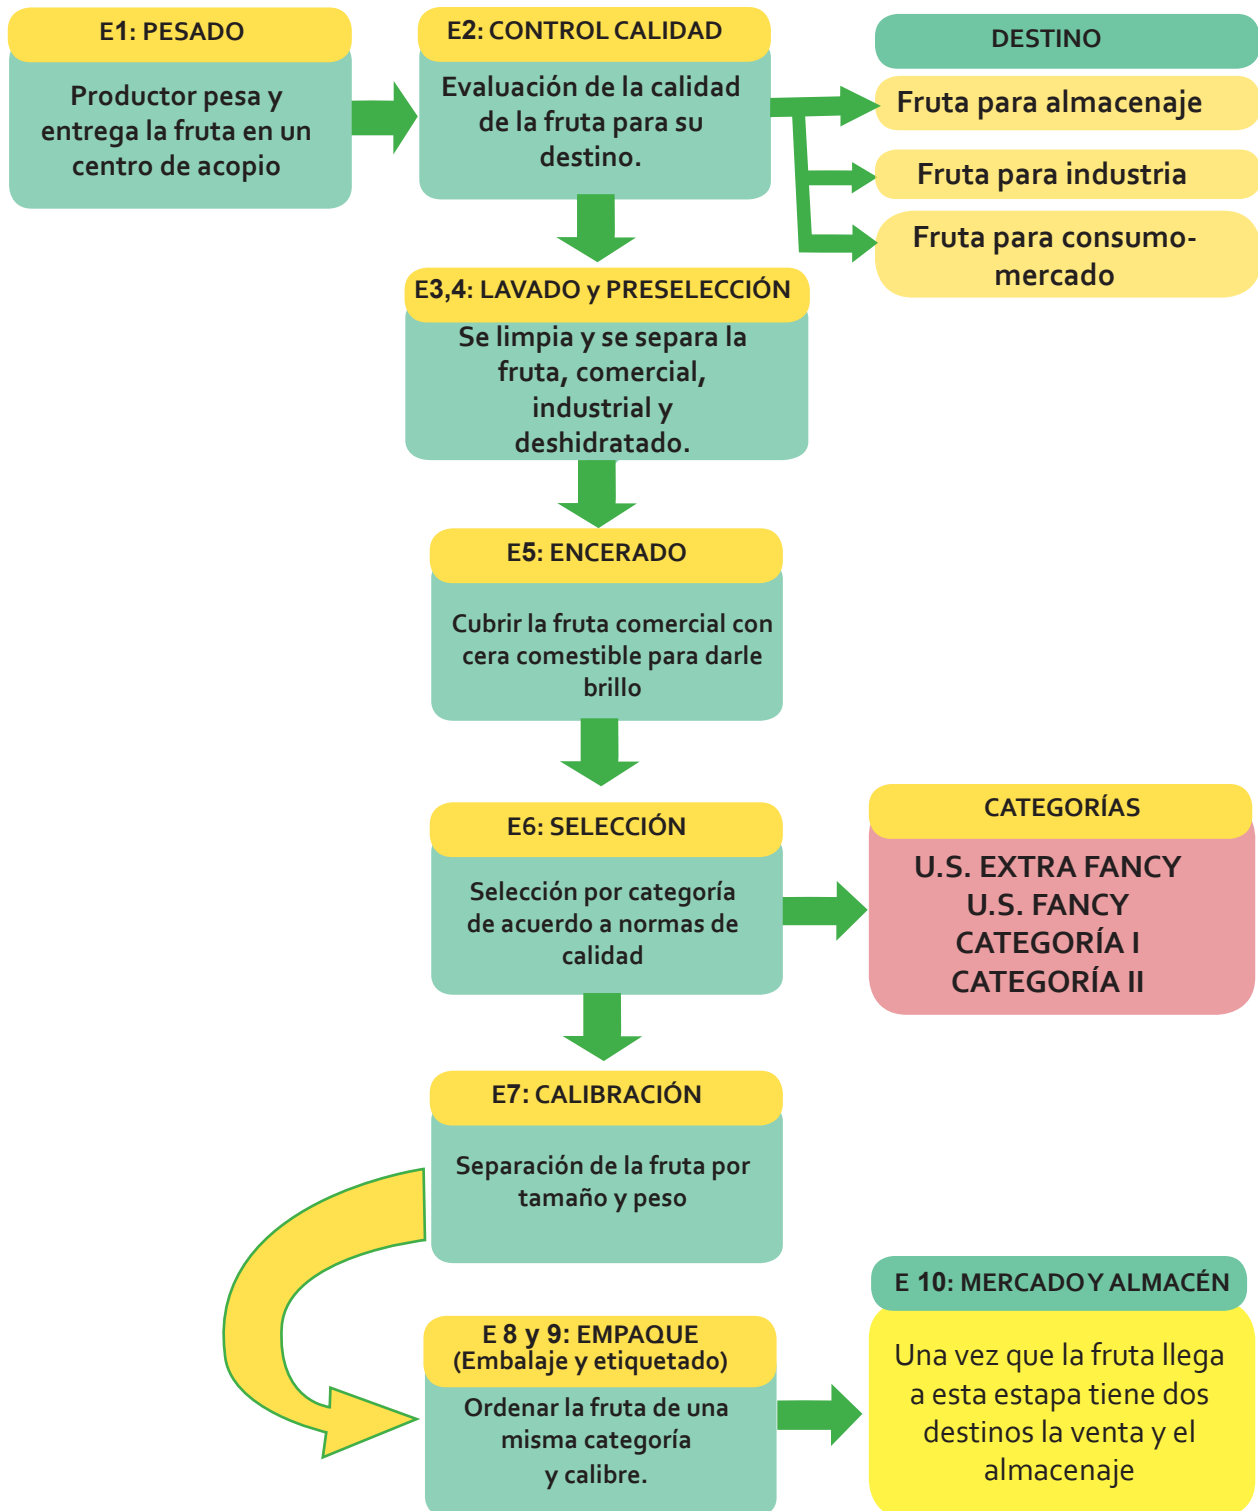 E1: PESADO
Productor pesa y
entrega la fruta en un
centro de acopio
E2: CONTROL CALIDAD
Evaluación de la calidad
de la fruta para su
destino.
DESTINO
Fruta para almacenaje
Fruta para industria
Fruta para consumo-
mercado
E3,4: LAVADO y PRESELECCIÓN
Se limpia y se separa la
fruta, comercial,
industrial y
deshidratado.
E5: ENCERADO
Cubrir la fruta comercial con
cera comestible para darle
brillo
E6: SELECCIÓN
Selección por categoría
de acuerdo a normas de
calidad
CATEGORÍAS
U.S. EXTRA FANCY
U.S. FANCY
CATEGORÍA I
CATEGORÍA II
E7: CALIBRACIÓN
Separación de la fruta por
tamaño y peso
E 8 y 9: EMPAQUE
(Embalaje y etiquetado)
Ordenar la fruta de una
misma categoría
y calibre.
E 10: MERCADO Y ALMACÉN
Una vez que la fruta llega
a esta estapa tiene dos
destinos la venta y el
almacenaje